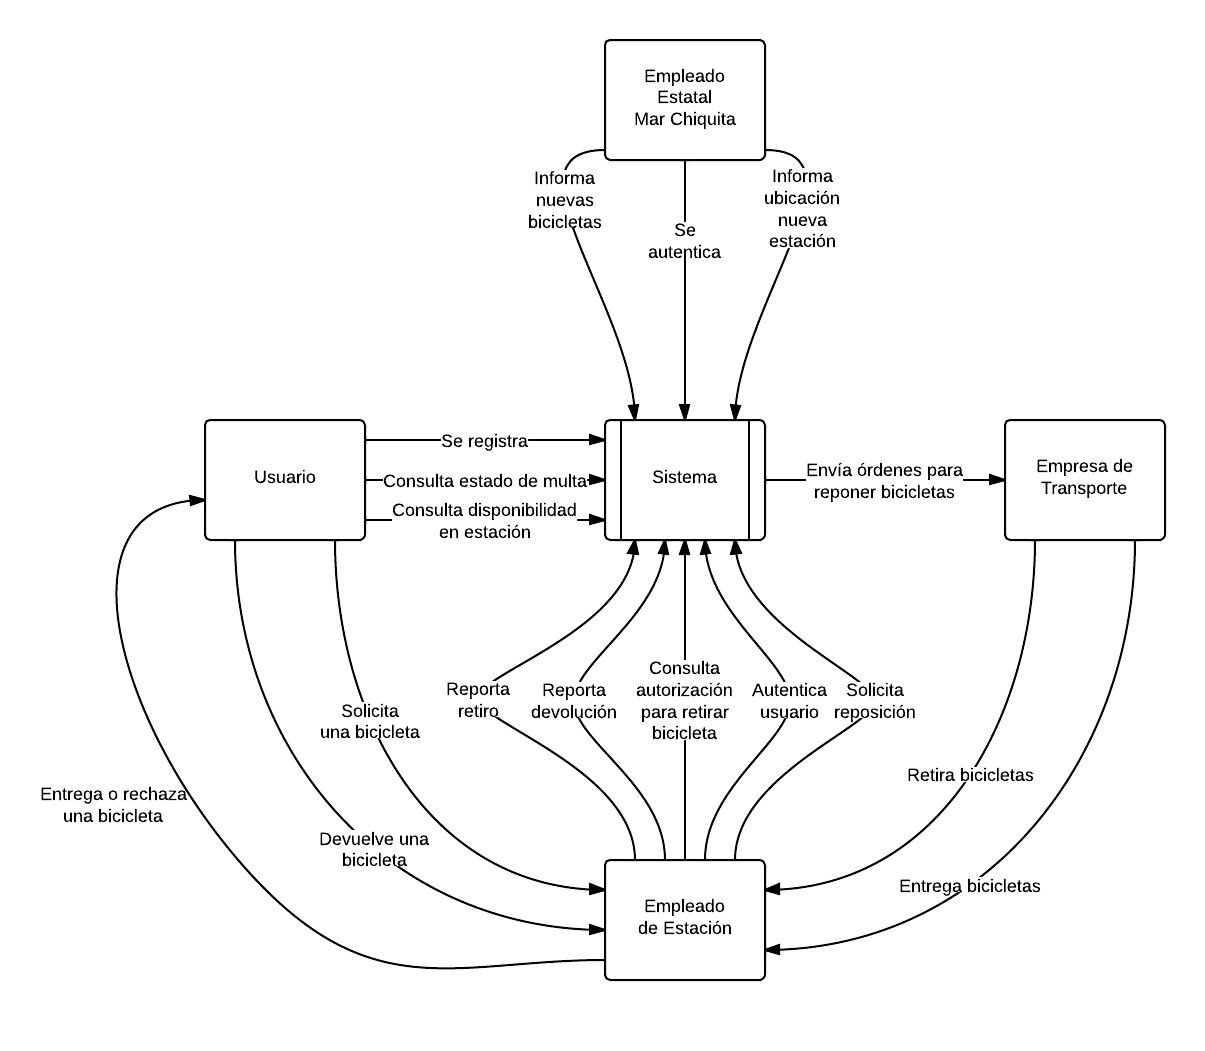 Empleado
Estatal
Mar Chiquita
Informa
nuevas
bicicletas
Se
autentica
Informa
ubicación
nueva
estación
Usuario
Se registra
Consulta estado de multa
Consulta disponibilidad
en estación
Sistema
Envía órdenes para
reponer bicicletas
Empresa de
Transporte
Reporta
retiro
Reporta
devolución
Consulta
autorización
para retirar
bicicleta
Autentica
usuario
Solicita
reposición
Solicita
una bicicleta
Retira bicicletas
Entrega o rechaza
una bicicleta
Devuelve una
bicicleta
Entrega bicicletas
Empleado
de Estación